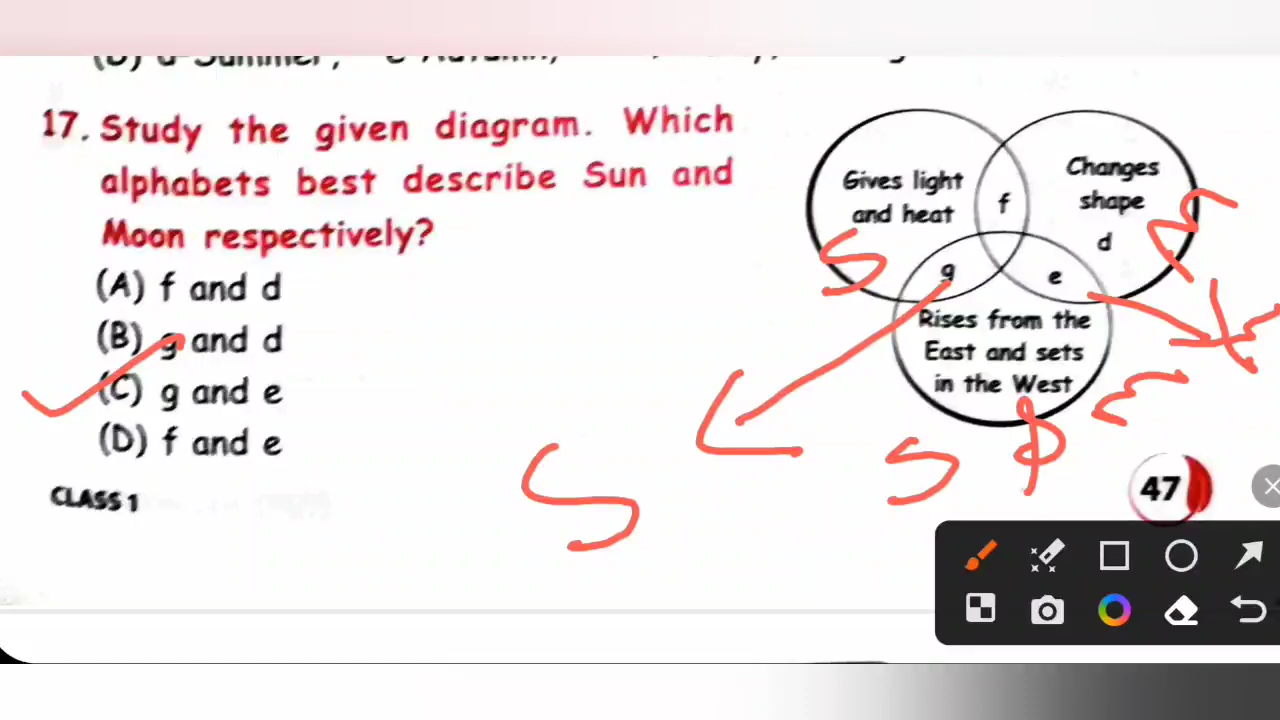 17. Study the given diagram. Which
alphabets best describe Sun and
Moon respectively?
(A) f and d
(B) g and d
(C) g and e
(D) f and e
CLASS 1
Gives light
and heat
f
Changes
shape
d
g
e
Rises from the
East and sets
in the West
S
S
S
m
&
m
47